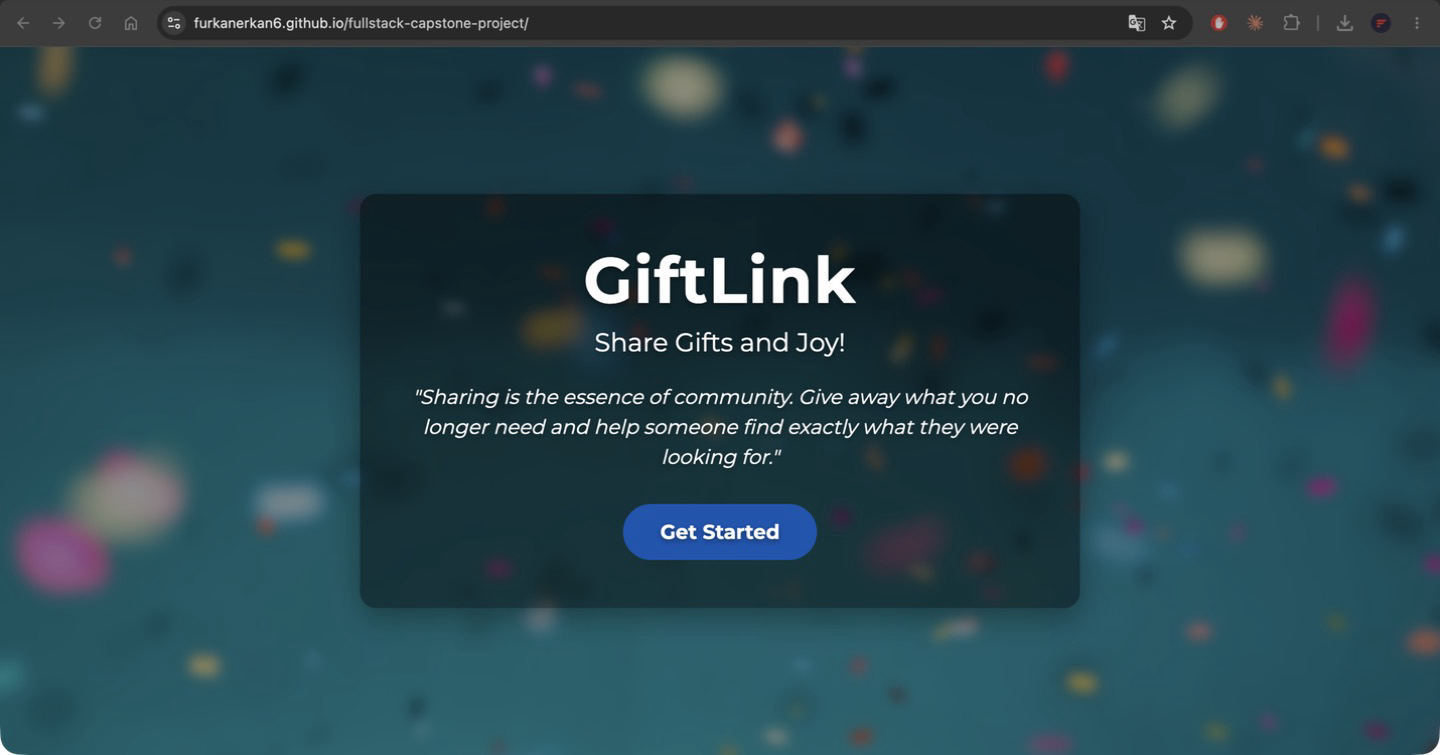 furkanerkan6.github.io/fullstack-capstone-project/
GiftLink
Share Gifts and Joy!
"Sharing is the essence of community. Give away what you no
longer need and help someone find exactly what they were
looking for."
Get Started